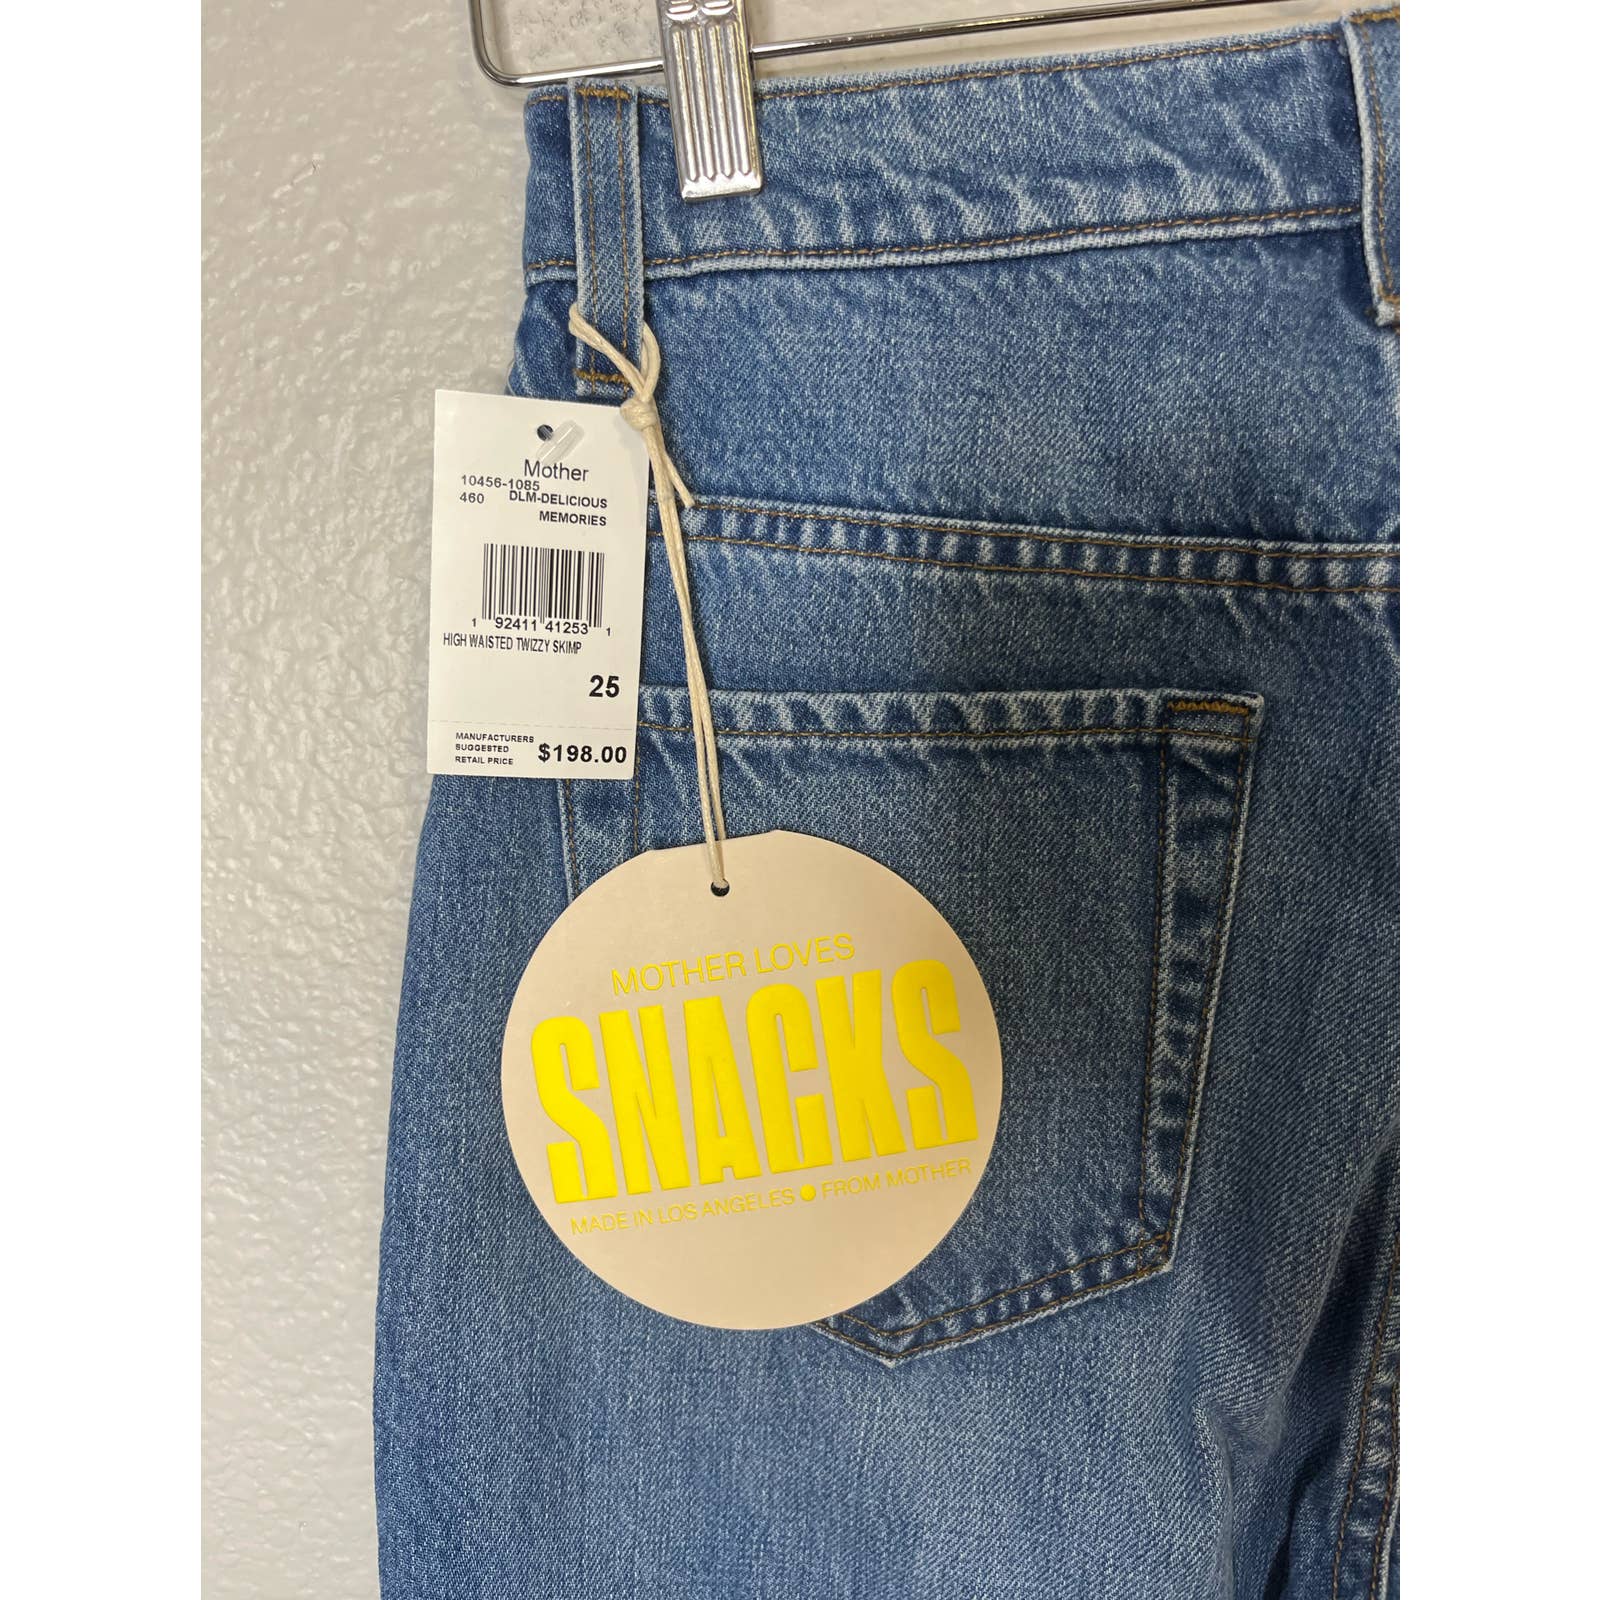 Mother
10456-1085
460 DLM-DELICIOUS
MEMORIES
1 92411 41253 1
HIGH WAISTED TWIZZY SKIMP
25
MANUFACTURERS
SUGGESTED
RETAIL PRICE $198.00
MOTHER LOVES
SNACKS
MADE IN LOS ANGELES ● FROM MOTHER